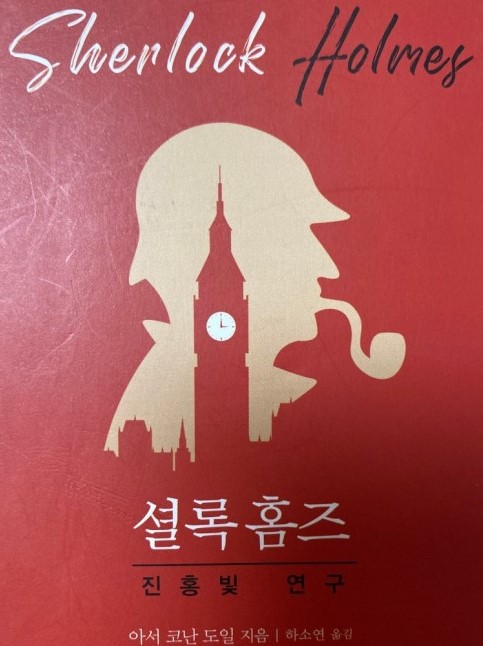 Sherlock Holmes
셜록 홈즈
진홍빛 연구
아서 코난 도일 지음 | 하소연 옮김